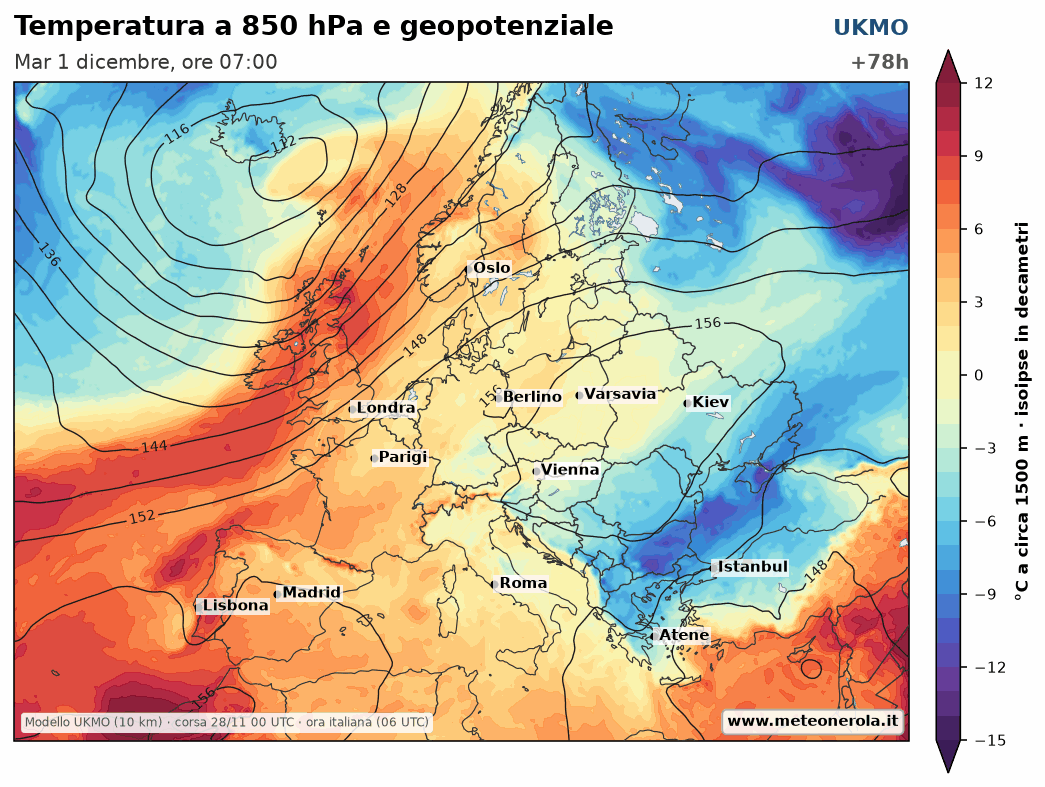 Temperatura a 850 hPa e geopotenziale
UKMO
Mar 1 dicembre, ore 07:00
+78h
116
112
128
136
Oslo
156
148
Berlino
Varsavia
Kiev
Londra
144
Parigi
Vienna
152
Istanbul
148
Roma
Madrid
Lisbona
Atene
156
Modello UKMO (10 km) · corsa 28/11 00 UTC · ora italiana (06 UTC)
www.meteonerola.it
12
9
6
3
0
−3
−6
−9
−12
−15
°C a circa 1500 m · isoipse in decametri